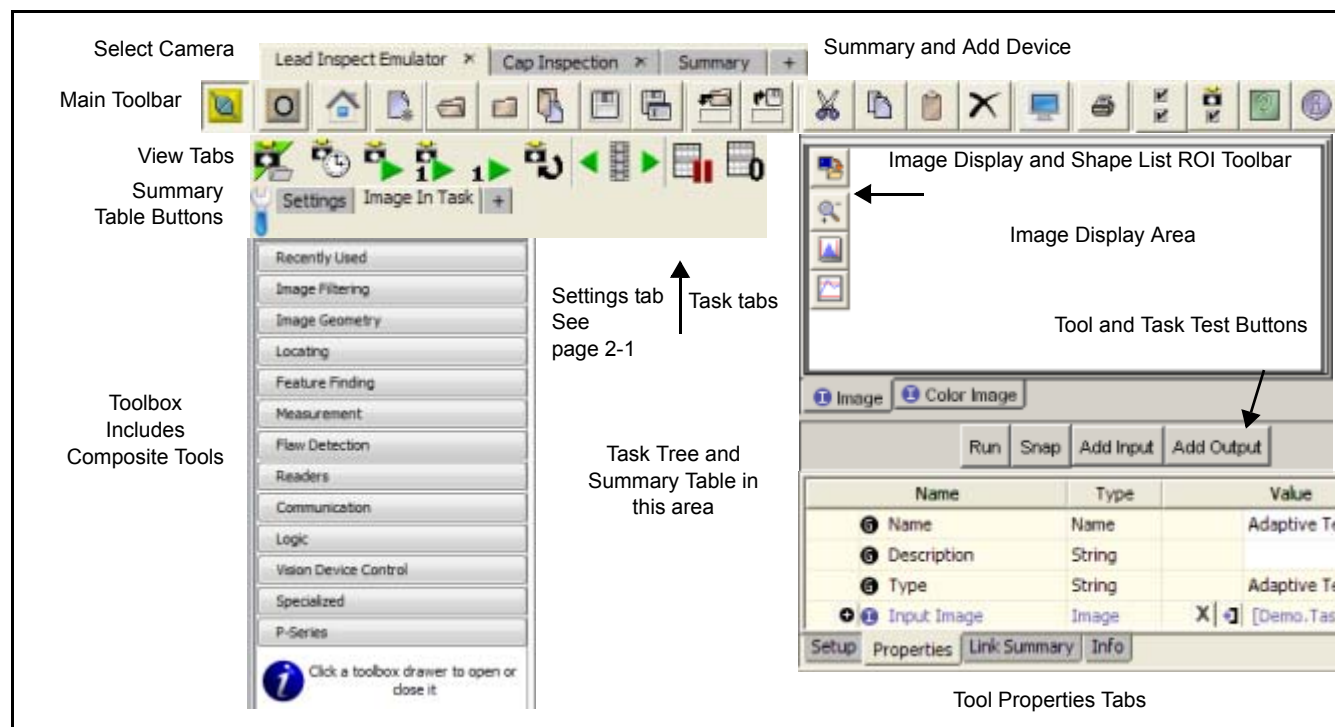 Select Camera
Lead Inspect Emulator
Cap Inspection
Summary
+
Summary and Add Device
Main Toolbar
View Tabs
1
1
0
Summary
Table Buttons
Settings
Image In Task
+
Image Display and Shape List ROI Toolbar
Image Display Area
Tool and Task Test Buttons
Recently Used
Image Filtering
Image Geometry
Locating
Feature Finding
Measurement
Flaw Detection
Readers
Communication
Logic
Vision Device Control
Specialized
P-Series
Click a toolbox drawer to open or
close it
Settings tab
See
page 2-1
Task tabs
Toolbox
Includes
Composite Tools
Task Tree and
Summary Table in
this area
Image
Color Image
Run
Snap
Add Input
Add Output
Name Type Value
Name Name Adaptive Te
Description String
Type String Adaptive Te
Input Image Image X [Demo.Tas
Setup
Properties
Link Summary
Info
Tool Properties Tabs